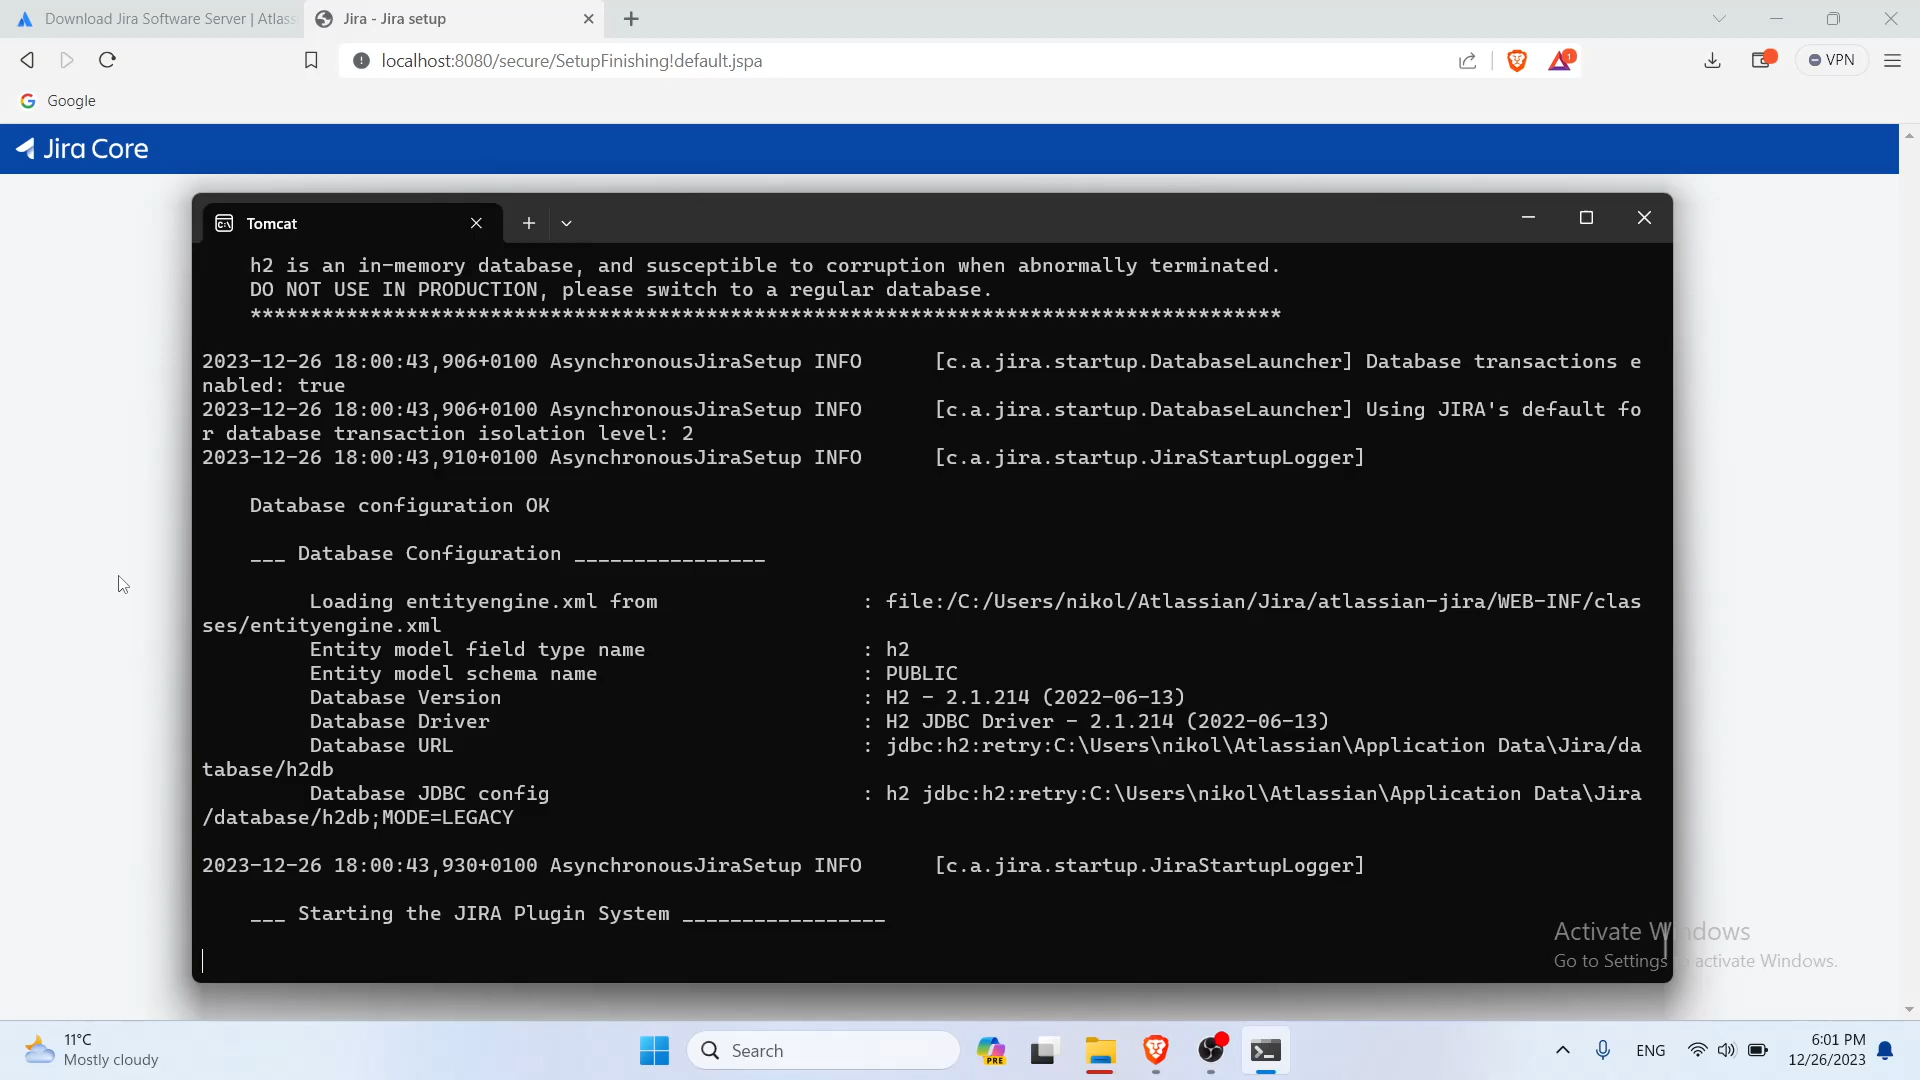 Download Jira Software Server | Atlass
Jira - Jira setup
localhost:8080/secure/SetupFinishing!default.jspa
1
VPN
Google
Jira Core
Tomcat
h2 is an in-memory database, and susceptible to corruption when abnormally terminated.
DO NOT USE IN PRODUCTION, please switch to a regular database.
**************************************************************************************
2023-12-26 18:00:43,906+0100 AsynchronousJiraSetup INFO      [c.a.jira.startup.DatabaseLauncher] Database transactions e
nabled: true
2023-12-26 18:00:43,906+0100 AsynchronousJiraSetup INFO      [c.a.jira.startup.DatabaseLauncher] Using JIRA's default fo
r database transaction isolation level: 2
2023-12-26 18:00:43,910+0100 AsynchronousJiraSetup INFO      [c.a.jira.startup.JiraStartupLogger]
Database configuration OK
___ Database Configuration ________________
Loading entityengine.xml from                 : file:/C:/Users/nikol/Atlassian/Jira/atlassian-jira/WEB-INF/clas
ses/entityengine.xml
Entity model field type name                  : h2
Entity model schema name                      : PUBLIC
Database Version                              : H2 - 2.1.214 (2022-06-13)
Database Driver                               : H2 JDBC Driver - 2.1.214 (2022-06-13)
Database URL                                  : jdbc:h2:retry:C:\Users\nikol\Atlassian\Application Data\Jira/da
tabase/h2db
Database JDBC config                          : h2 jdbc:h2:retry:C:\Users\nikol\Atlassian\Application Data\Jira
/database/h2db;MODE=LEGACY
2023-12-26 18:00:43,930+0100 AsynchronousJiraSetup INFO      [c.a.jira.startup.JiraStartupLogger]
___ Starting the JIRA Plugin System _________________
Activate Windows
Go to Settings to activate Windows.
11°C
Mostly cloudy
Search
PRE
ENG
6:01 PM
12/26/2023